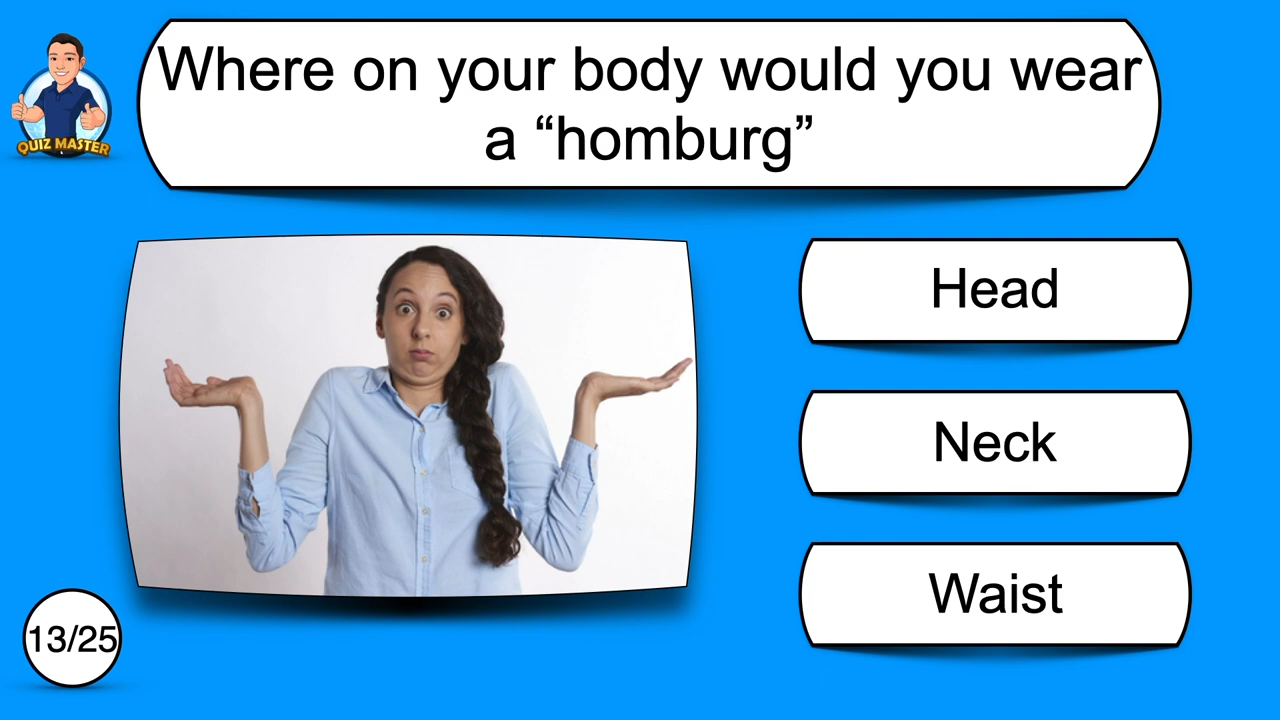 QUIZ MASTER
Where on your body would you wear
a “homburg”
Head
Neck
Waist
13/25